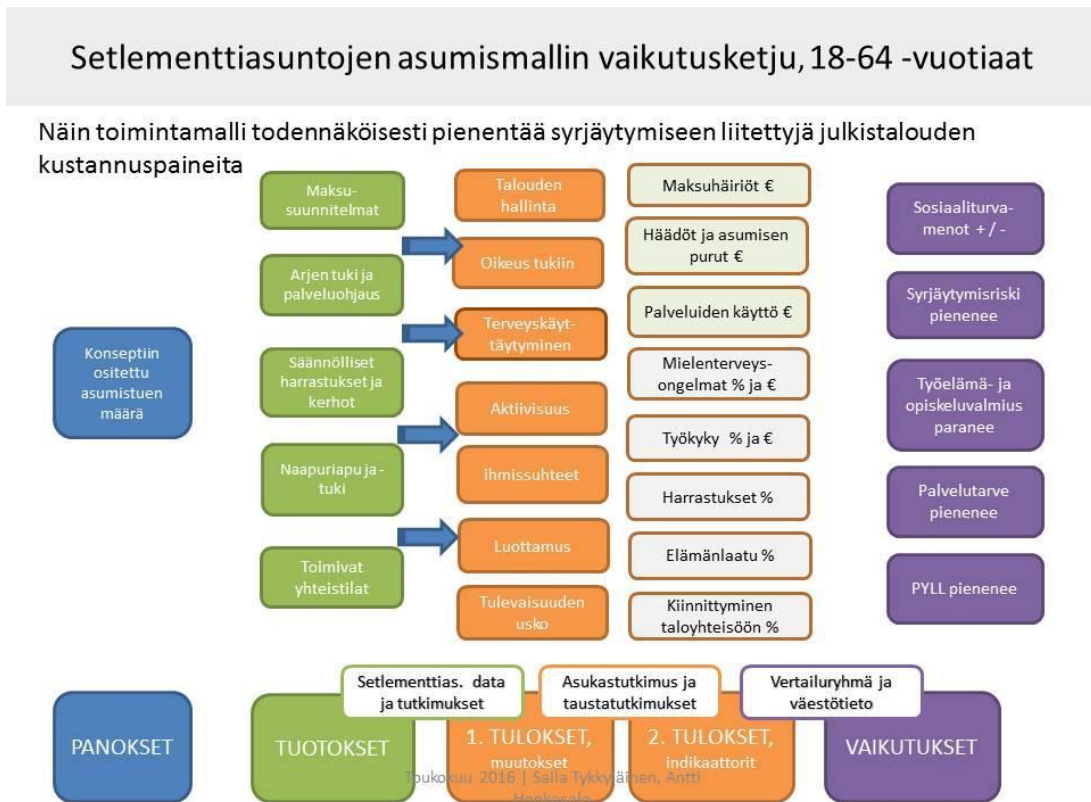 Setlementtiasuntojen asumismallin vaikutusketju, 18-64 -vuotiaat
Näin toimintamalli todennäköisesti pienentää syrjäytymiseen liitettyjä julkistalouden
kustannuspaineita
Konseptiin
ositettu
asumistuen
määrä
Maksu-
suunnitelmat
Arjen tuki ja
palveluohjaus
Säännölliset
harrastukset ja
kerhot
Naapuriapu ja -
tuki
Toimivat
yhteistilat
Talouden
hallinta
Oikeus tukiin
Terveyskäyt-
täytyminen
Aktiivisuus
ihmissuhteet
Luottamus
Tulevaisuuden
usko
Maksuhäiriöt €
Häädöt ja asumisen
purut €
Palveluiden käyttö €
Mielenterveys-
ongelmat % ja €
Työkyky % ja €
Harrastukset %
Elämänlaatu %
Kiinnittyminen
taloyhteisöön %
Sosiaaliturva-
menot + / -
Syrjäytymisriski
pienenee
Työelämä- ja
opiskeluvalmius
paranee
Palvelutarve
pienenee
PYLL pienenee
Setlementtias. data
ja tutkimukset
Asukastutkimus ja
taustatutkimukset
Vertailuryhmä ja
väestötieto
PANOKSET
TUOTOKSET
1. TULOKSET,
muutokset
2. TULOKSET,
indikaattorit
VAIKUTUKSET
Toukokuu 2016 | Salla Tykkyläinen, Antti
Honkasalo